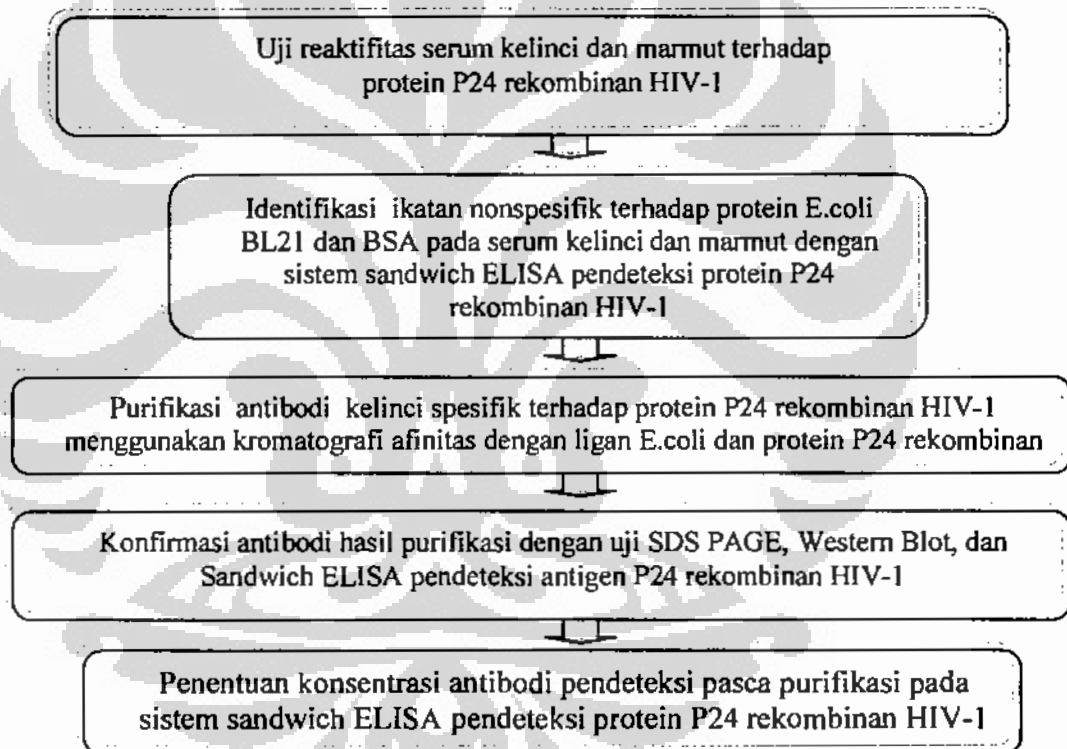 Uji reaktifitas serum kelinci dan marmut terhadap
protein P24 rekombinan HIV-1
Identifikasi ikatan nonspesifik terhadap protein E.coli
BL21 dan BSA pada serum kelinci dan marmut dengan
sistem sandwich ELISA pendeteksi protein P24
rekombinan HIV-1
Purifikasi antibodi kelinci spesifik terhadap protein P24 rekombinan HIV-1
menggunakan kromatografi afinitas dengan ligan E.coli dan protein P24 rekombinan
Konfirmasi antibodi hasil purifikasi dengan uji SDS PAGE, Western Blot, dan
Sandwich ELISA pendeteksi antigen P24 rekombinan HIV-1
Penentuan konsentrasi antibodi pendeteksi pasca purifikasi pada
sistem sandwich ELISA pendeteksi protein P24 rekombinan HIV-1